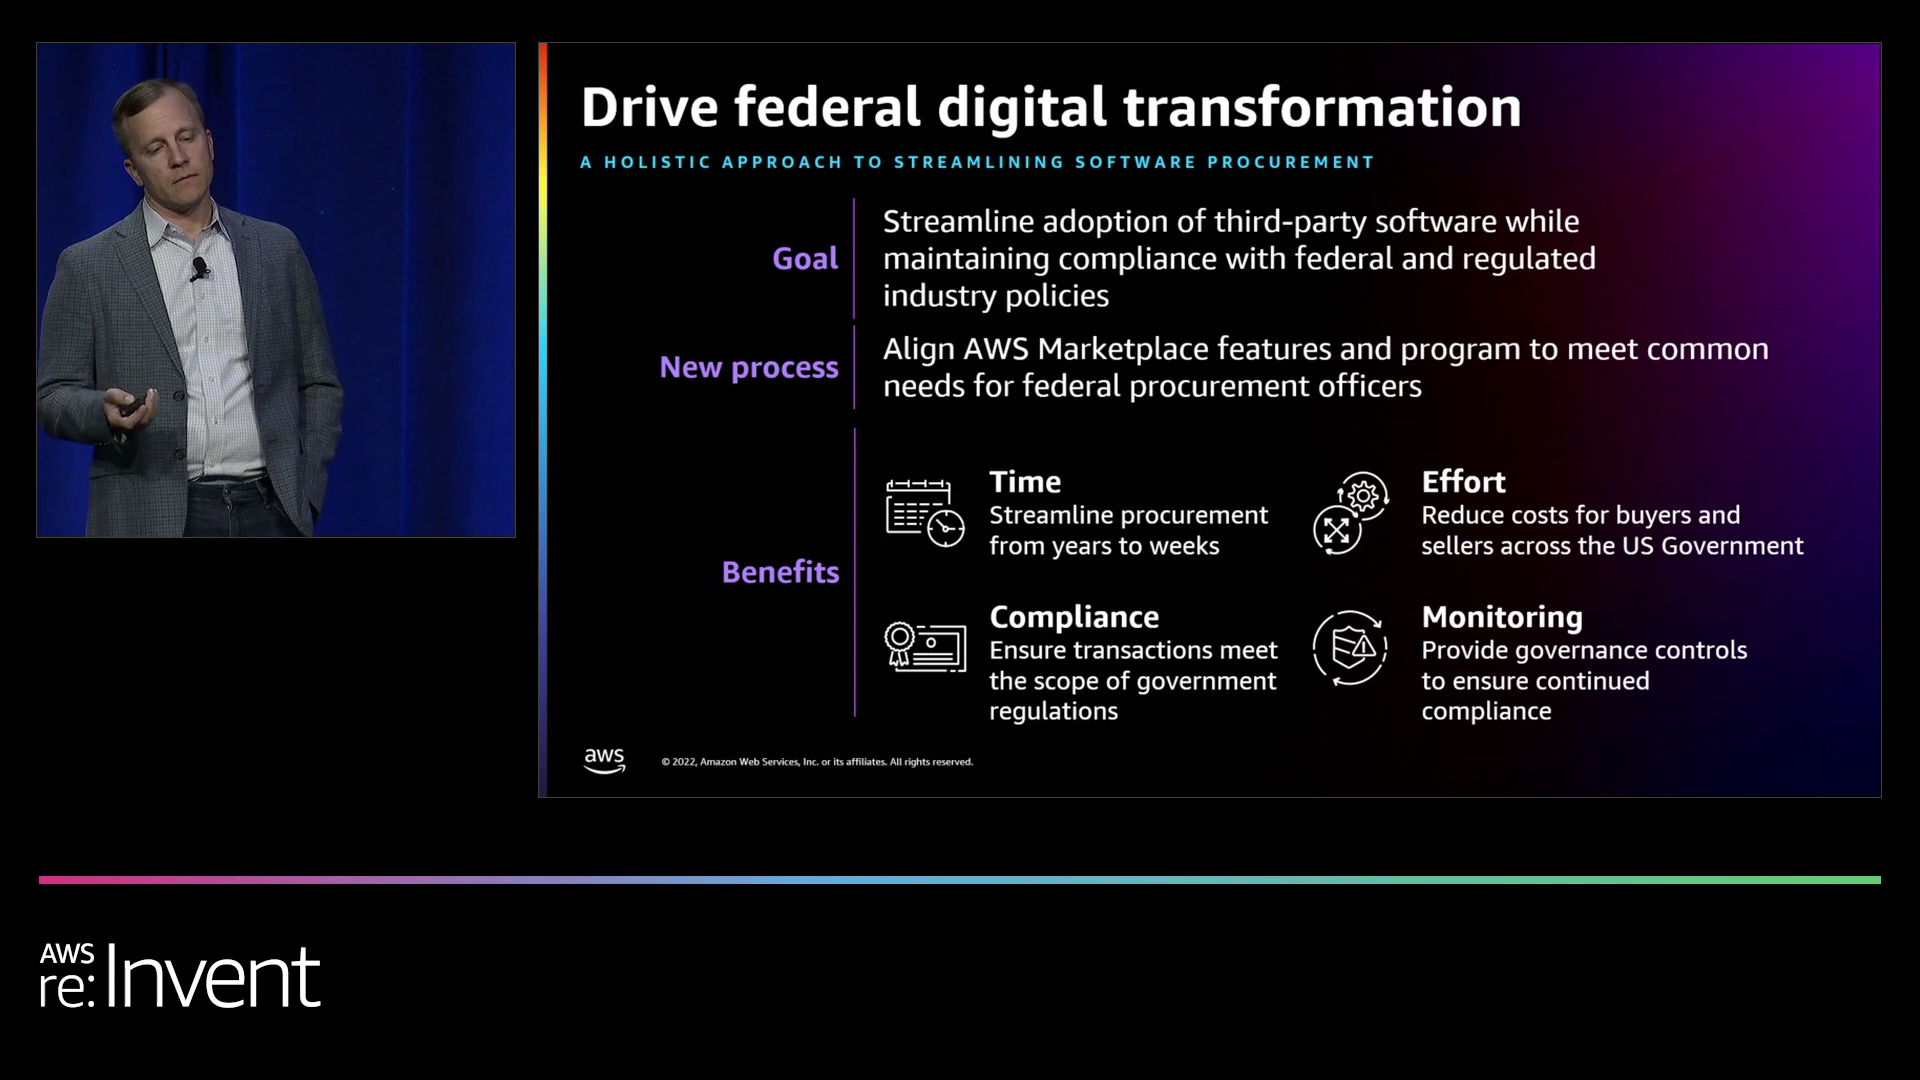 Drive federal digital transformation
A HOLISTIC APPROACH TO STREAMLINING SOFTWARE PROCUREMENT
Goal
Streamline adoption of third-party software while
maintaining compliance with federal and regulated
industry policies
New process
Align AWS Marketplace features and program to meet common
needs for federal procurement officers
Benefits
Time
Streamline procurement
from years to weeks
Effort
Reduce costs for buyers and
sellers across the US Government
Compliance
Ensure transactions meet
the scope of government
regulations
Monitoring
Provide governance controls
to ensure continued
compliance
aws
© 2022, Amazon Web Services, Inc. or its affiliates. All rights reserved.
AWS
re:Invent